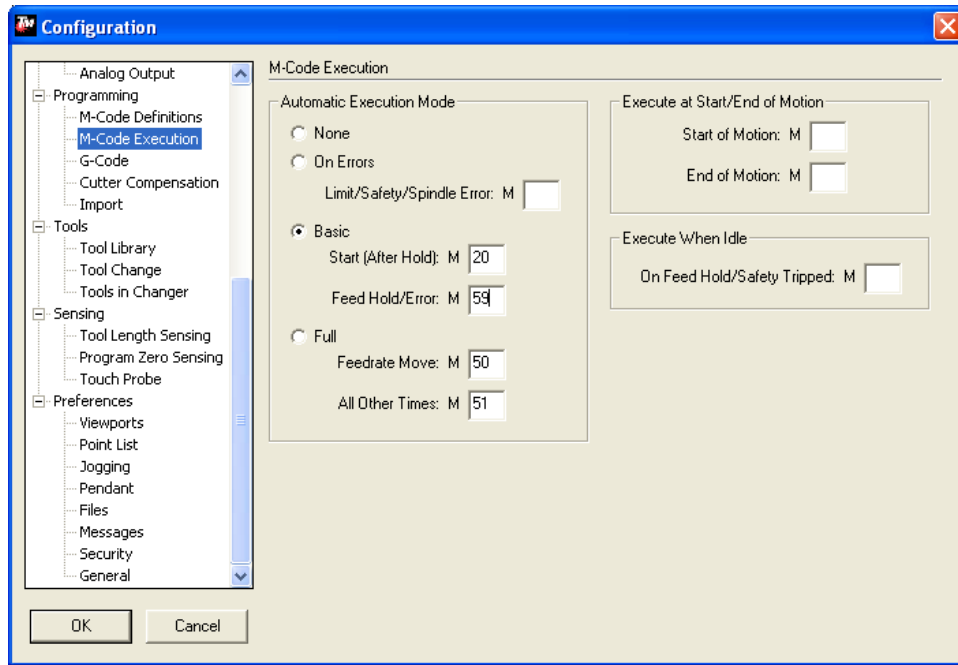 TM Configuration
Analog Output
Programming
M-Code Definitions
M-Code Execution
G-Code
Cutter Compensation
Import
Tools
Tool Library
Tool Change
Tools in Changer
Sensing
Tool Length Sensing
Program Zero Sensing
Touch Probe
Preferences
Viewports
Point List
Jogging
Pendant
Files
Messages
Security
General
OK
Cancel
M-Code Execution
Automatic Execution Mode
None
On Errors
Limit/Safety/Spindle Error: M
Basic
Start (After Hold): M 20
Feed Hold/Error: M 59
Full
Feedrate Move: M 50
All Other Times: M 51
Execute at Start/End of Motion
Start of Motion: M
End of Motion: M
Execute When Idle
On Feed Hold/Safety Tripped: M